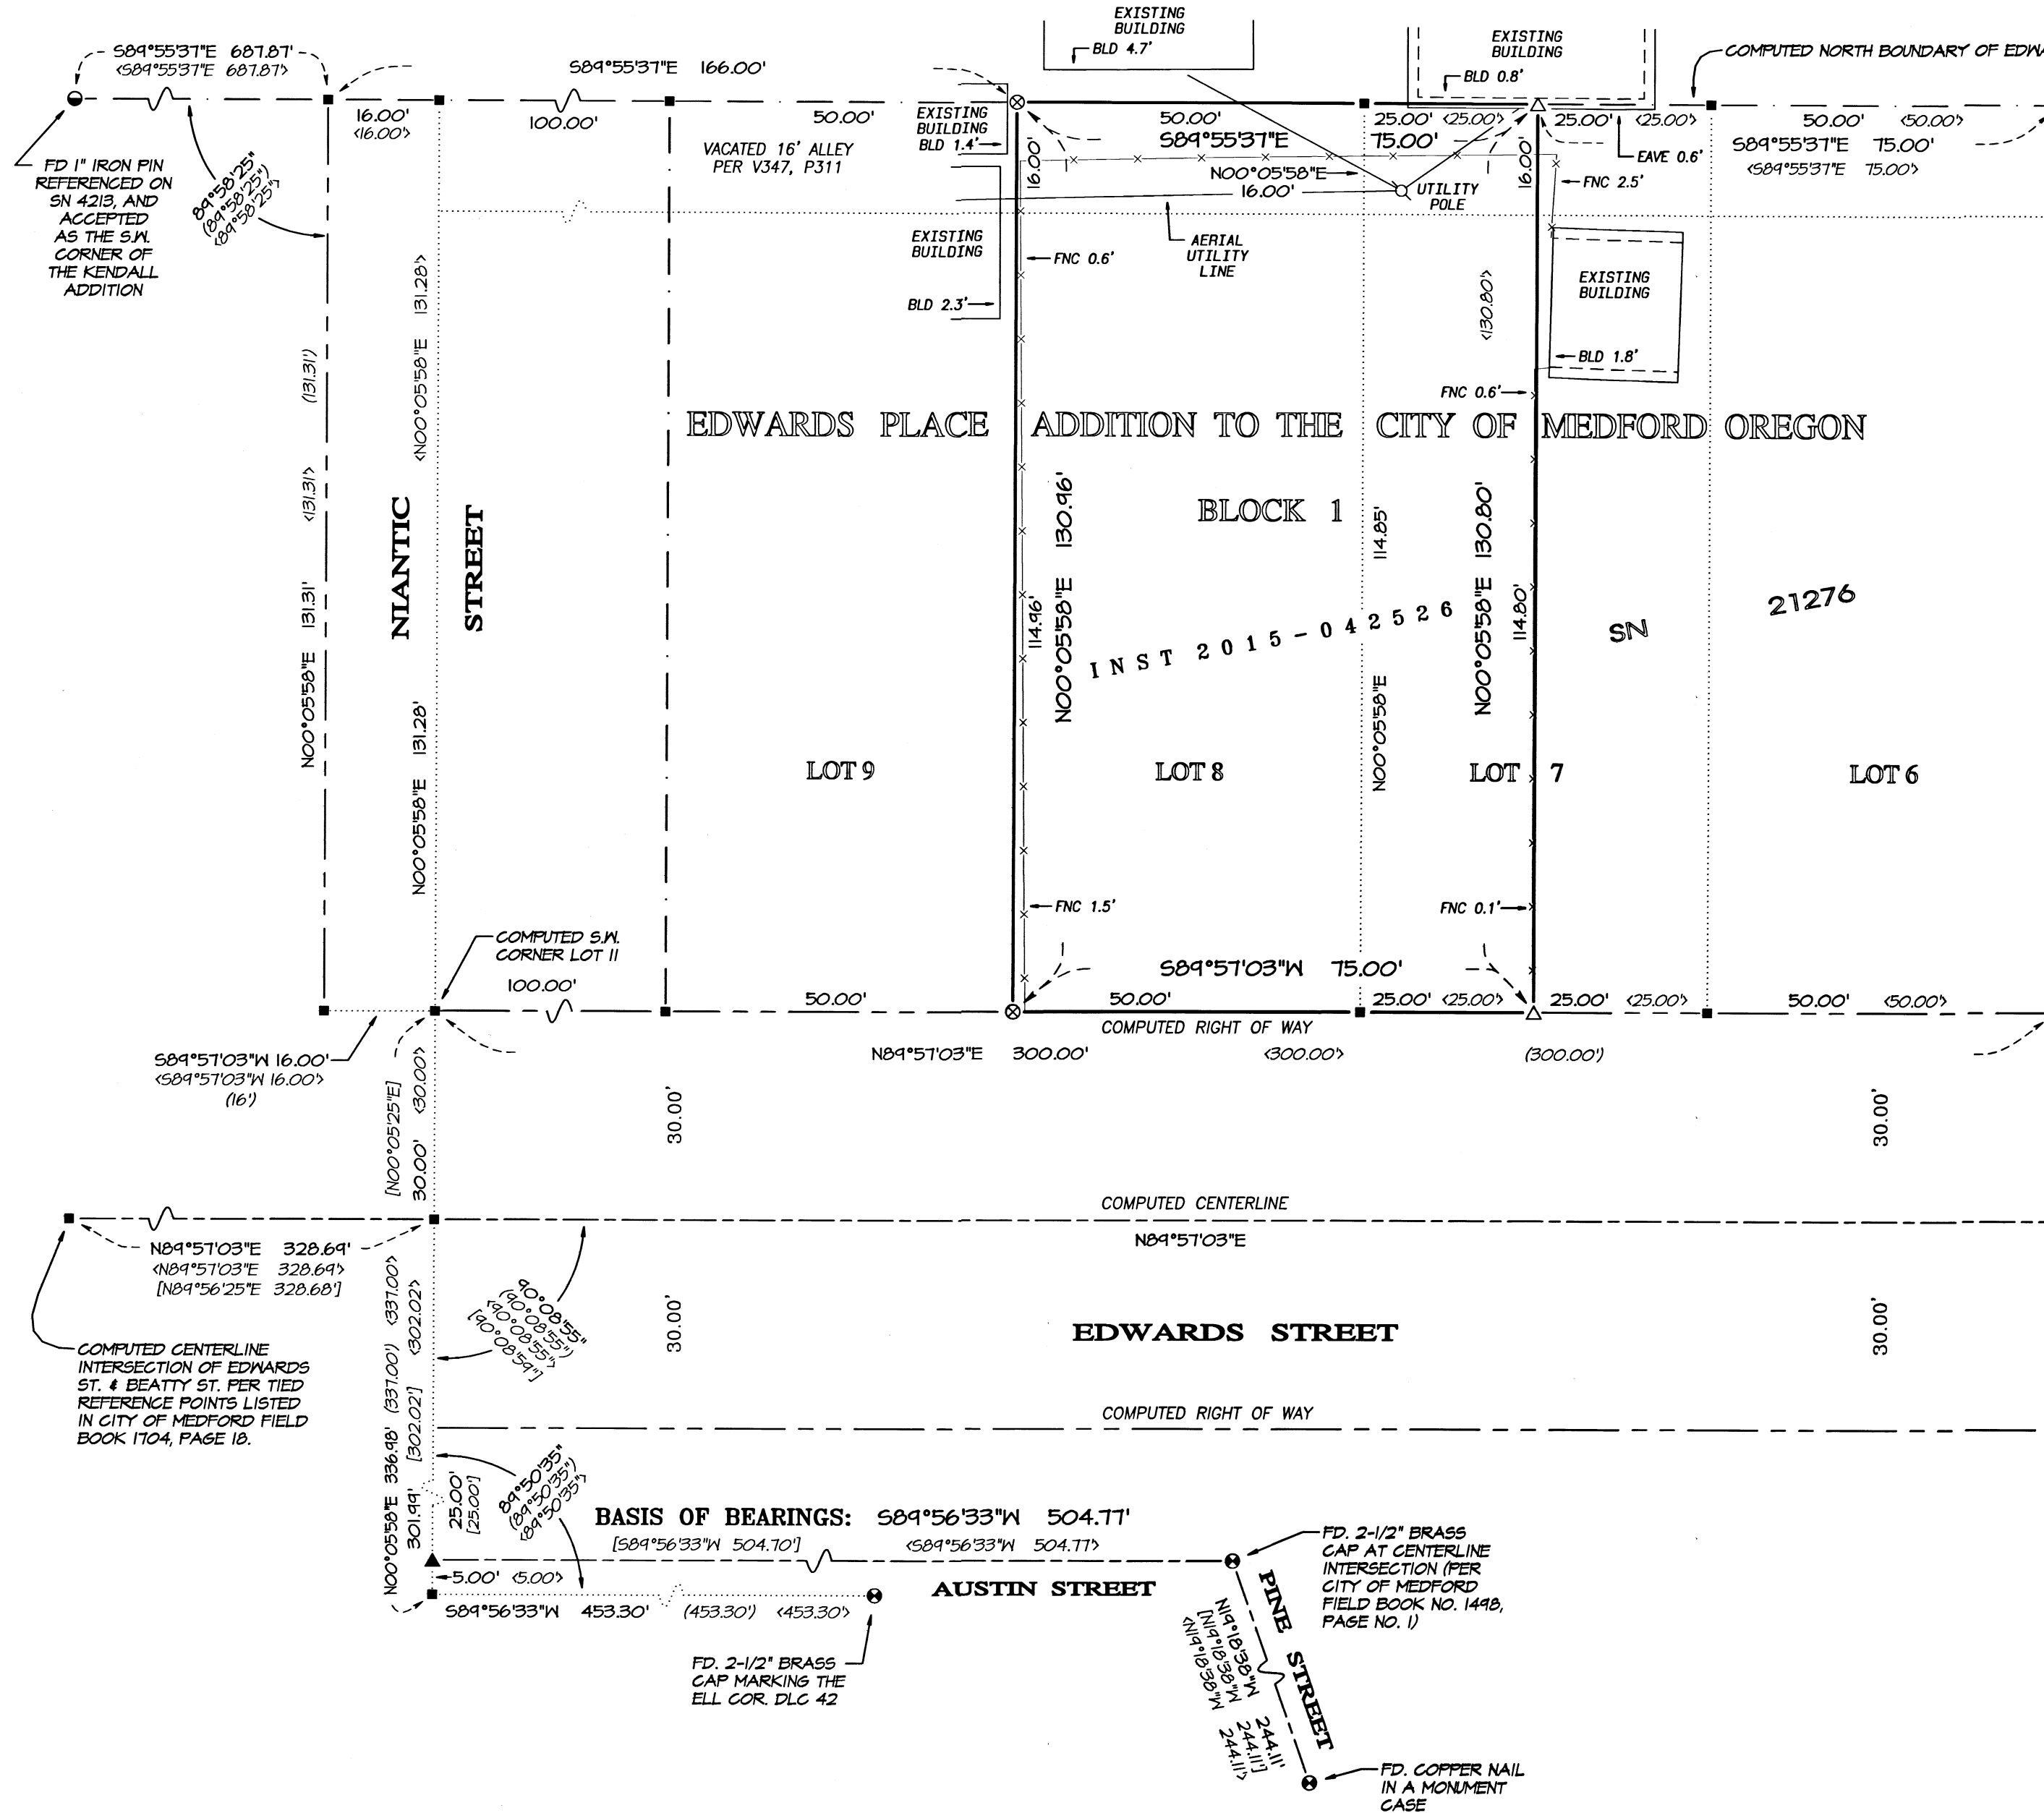 S89°55'37"E 687.87'
<S89°55'37"E 687.87'>
S89°55'37"E 166.00'
EXISTING
BUILDING
BLD 4.7'
EXISTING
BUILDING
BLD 0.8'
COMPUTED NORTH BOUNDARY OF EDWA
16.00'
<16.00'>
100.00'
50.00'
EXISTING
BUILDING
BLD 1.4'
50.00'
25.00' <25.00'>
25.00' <25.00'>
50.00' <50.00'>
S89°55'37"E 75.00'
S89°55'37"E 75.00'
<S89°55'37"E 75.00'>
VACATED 16' ALLEY
PER V347, P311
16.00'
N00°05'58"E
16.00'
16.00'
EAVE 0.6'
FNC 2.5'
UTILITY
POLE
FD 1" IRON PIN
REFERENCED ON
SN 4213, AND
ACCEPTED
AS THE S.W.
CORNER OF
THE KENDALL
ADDITION
89°58'25"
(89°58'25")
<89°58'25">
EXISTING
BUILDING
BLD 2.3'
FNC 0.6'
AERIAL
UTILITY
LINE
<130.80'>
EXISTING
BUILDING
BLD 1.8'
FNC 0.6'
N00°05'58"E 131.31' <131.31'> (131.31')
N00°05'58"E 131.28' <N00°05'58"E 131.28'>
EDWARDS PLACE ADDITION TO THE CITY OF MEDFORD OREGON
BLOCK 1
NIANTIC
STREET
114.96'
N00°05'58"E 130.96'
N00°05'58"E 114.85'
N00°05'58"E 130.80'
114.80'
INST 2015-042526
SN 21276
LOT 9
LOT 8
LOT 7
LOT 6
FNC 1.5'
FNC 0.1'
COMPUTED S.W.
CORNER LOT 11
100.00'
50.00'
S89°57'03"W 75.00'
50.00'
25.00' <25.00'>
25.00' <25.00'>
50.00' <50.00'>
COMPUTED RIGHT OF WAY
N89°57'03"E 300.00' <300.00'> (300.00')
S89°57'03"W 16.00'
<S89°57'03"W 16.00'>
(16')
[N00°05'25"E]
30.00' <30.00'>
30.00'
30.00'
COMPUTED CENTERLINE
N89°57'03"E
N89°57'03"E 328.69'
<N89°57'03"E 328.69'>
[N89°56'25"E 328.68']
COMPUTED CENTERLINE
INTERSECTION OF EDWARDS
ST. & BEATTY ST. PER TIED
REFERENCE POINTS LISTED
IN CITY OF MEDFORD FIELD
BOOK 1704, PAGE 18.
90°08'55"
(90°08'55")
<90°08'55">
[90°08'59"]
30.00'
EDWARDS STREET
30.00'
COMPUTED RIGHT OF WAY
N00°05'58"E 336.98' (337.00') <337.00'>
301.99' [302.02'] <302.02'>
25.00'
[25.00']
89°50'35"
(89°50'35")
<89°50'35">
BASIS OF BEARINGS: S89°56'33"W 504.77'
[S89°56'33"W 504.70'] <S89°56'33"W 504.77'>
5.00' <5.00'>
AUSTIN STREET
S89°56'33"W 453.30' (453.30') <453.30'>
FD. 2-1/2" BRASS
CAP MARKING THE
ELL COR. DLC 42
FD. 2-1/2" BRASS
CAP AT CENTERLINE
INTERSECTION (PER
CITY OF MEDFORD
FIELD BOOK NO. 1498,
PAGE NO. 1)
PINE STREET
N19°18'38"W 244.11'
[N19°18'38"W 244.11']
<N19°18'38"W 244.11'>
FD. COPPER NAIL
IN A MONUMENT
CASE